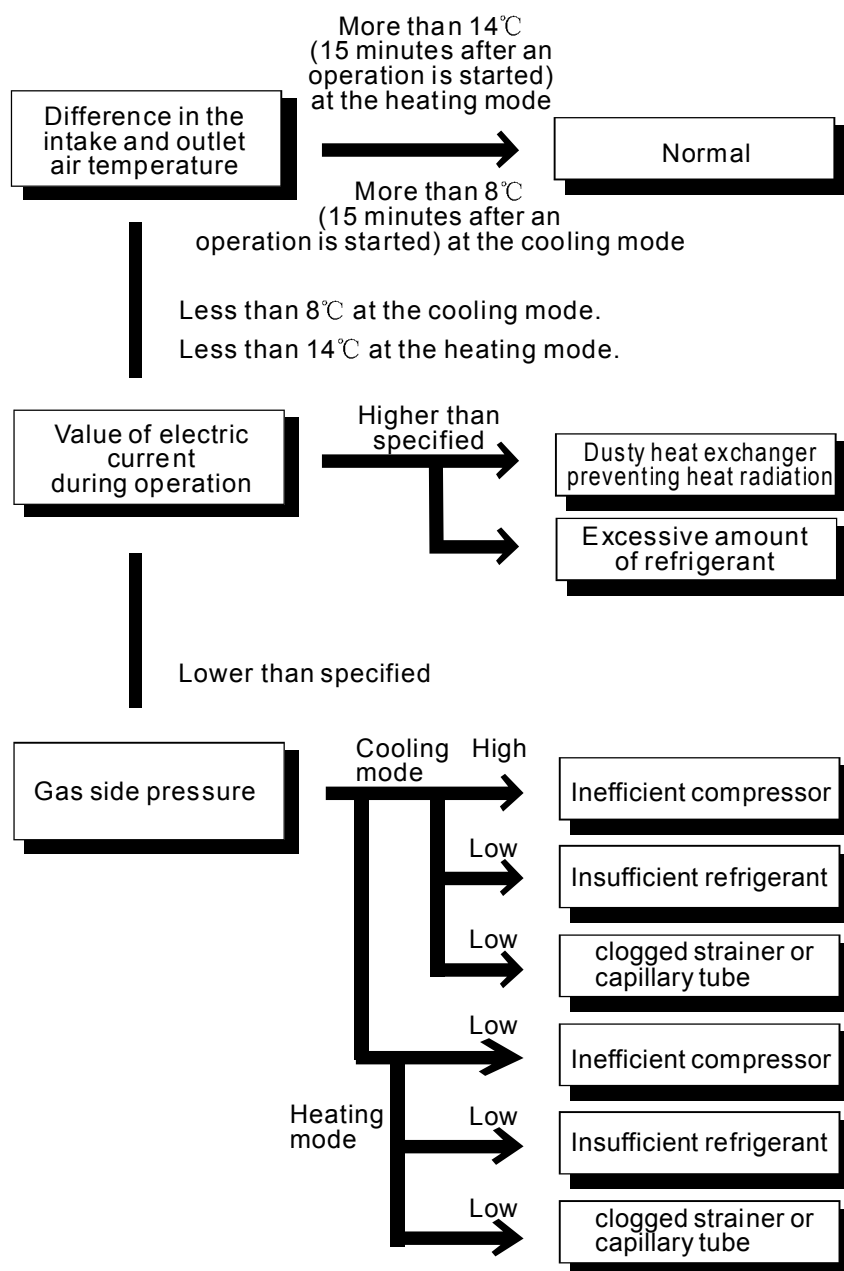 More than 14℃
(15 minutes after an
operation is started)
at the heating mode
Difference in the
intake and outlet
air temperature
Normal
More than 8℃
(15 minutes after an
operation is started) at the cooling mode
Less than 8℃ at the cooling mode.
Less than 14℃ at the heating mode.
Value of electric
current
during operation
Higher than
specified
Dusty heat exchanger
preventing heat radiation
Excessive amount
of refrigerant
Lower than specified
Gas side pressure
Cooling
mode
High
Inefficient compressor
Low
Insufficient refrigerant
Low
clogged strainer or
capillary tube
Low
Inefficient compressor
Heating
mode
Low
Insufficient refrigerant
Low
clogged strainer or
capillary tube